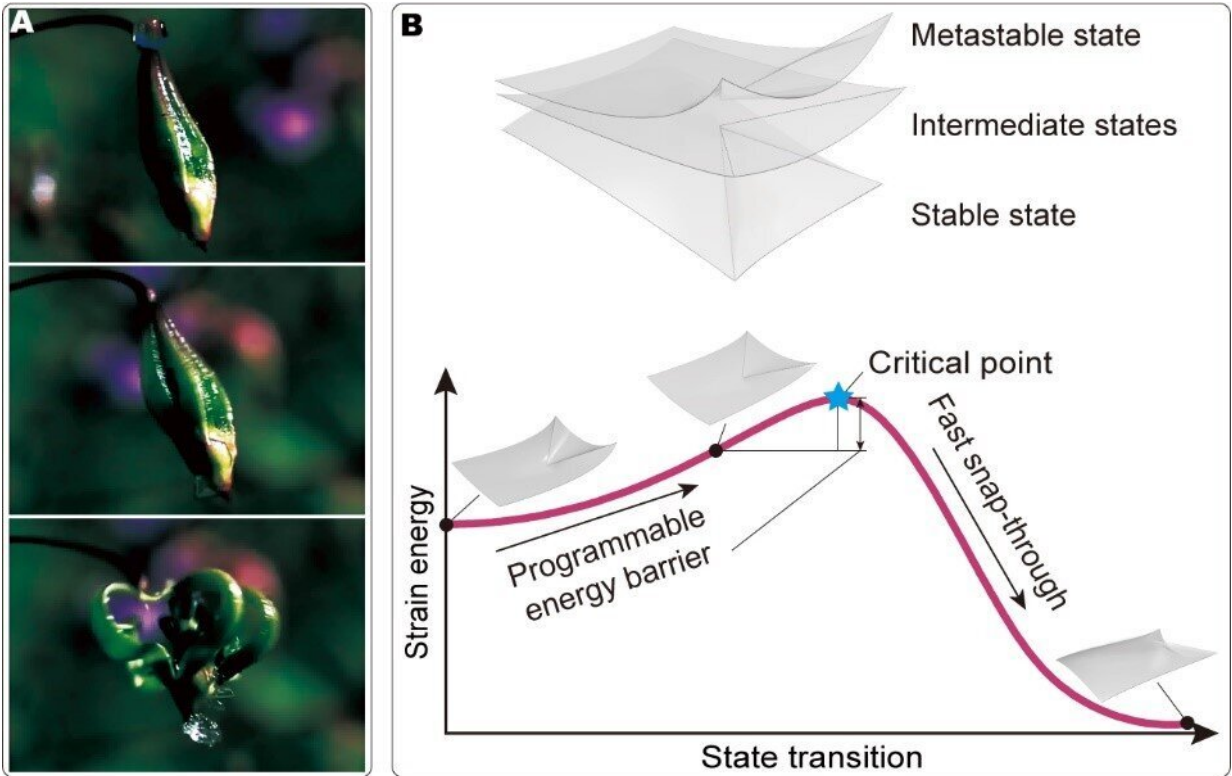 A
B
Metastable state
Intermediate states
Stable state
Critical point
Fast snap-through
Programmable
energy barrier
Strain energy
State transition